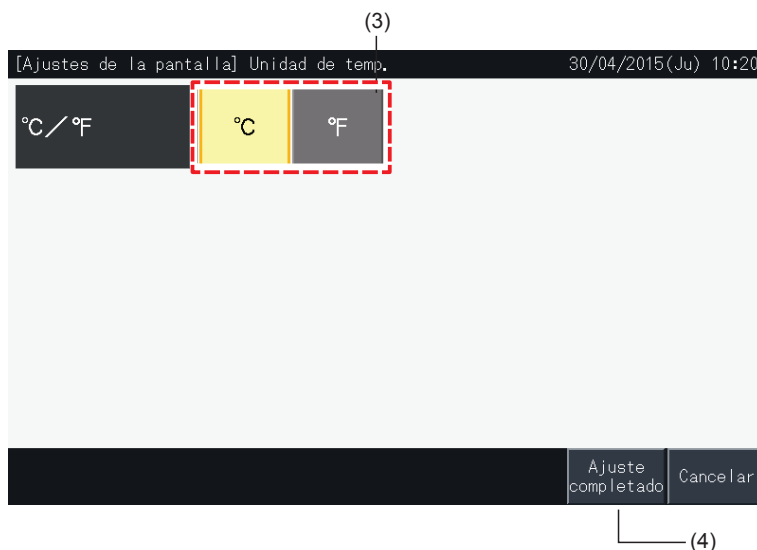 (3)
[Ajustes de la pantalla] Unidad de temp. 30/04/2015(Ju) 10:20
℃／℉ ℃ ℉
Ajuste
completado
Cancelar
(4)